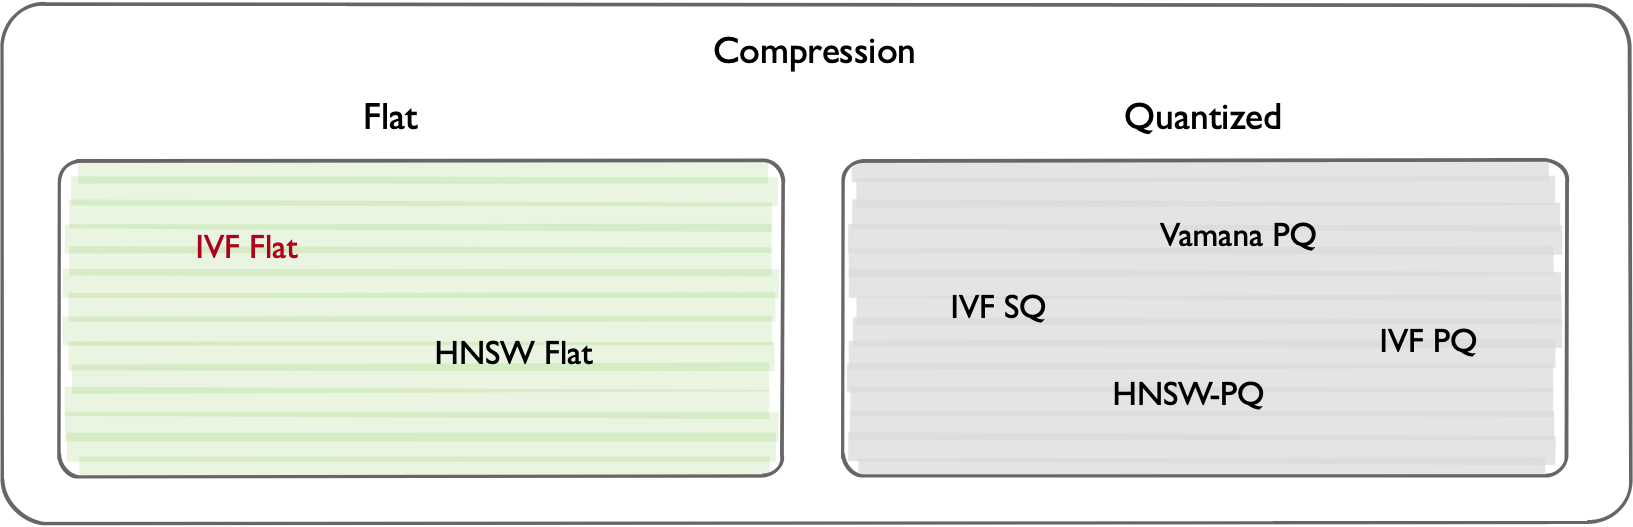 Compression
Flat
Quantized
IVF Flat
HNSW Flat
Vamana PQ
IVF SQ
IVF PQ
HNSW-PQ